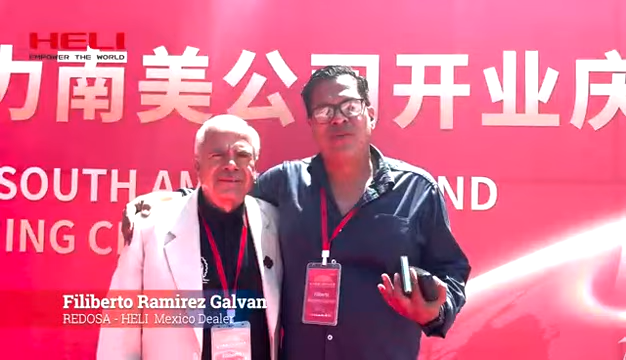 HELI
EMPOWER THE WORLD
力南美公司开业庆
SOUTH AM ND
ING C
Filiberto Ramirez Galvan
REDOSA - HELI Mexico Dealer